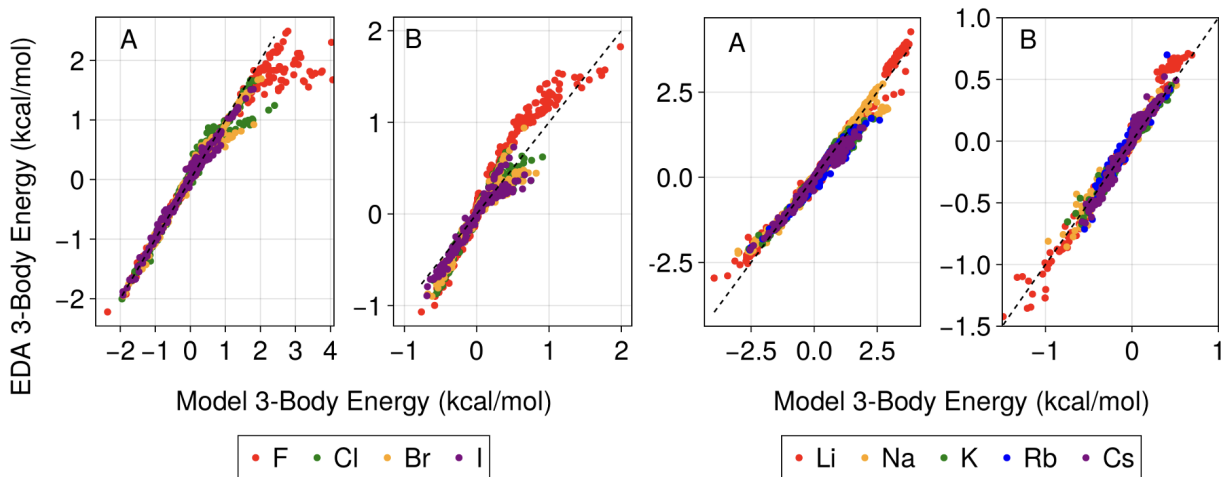 EDA 3-Body Energy (kcal/mol)
A
2
1
0
−1
−2
−2 −1 0 1 2 3 4
B
2
1
0
−1
−1 0 1 2
Model 3-Body Energy (kcal/mol)
F Cl Br I
A
2.5
0.0
-2.5
−2.5 0.0 2.5
B
1.0
0.5
0.0
−0.5
−1.0
−1.5
−1 0 1
Model 3-Body Energy (kcal/mol)
Li Na K Rb Cs